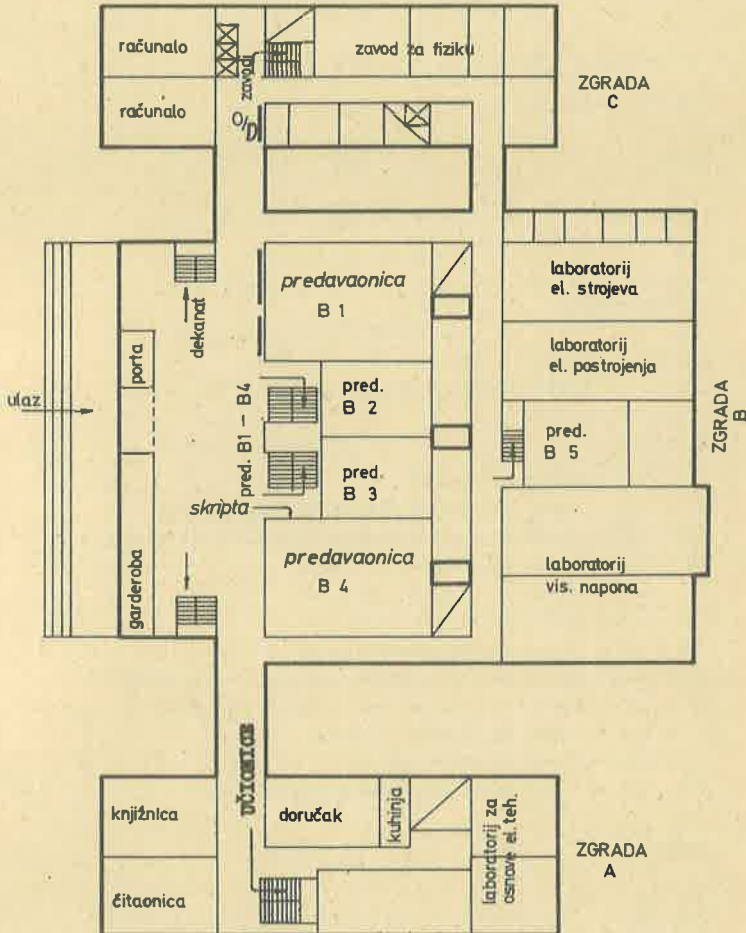 računalo
zavod za fiziku
zavodi
računalo
O/D
ZGRADA
C
predavaonica
B 1
laboratorij
el. strojeva
dekanat
porta
laboratorij
el. postrojenja
ulaz
pred.
B 2
pred. B1 – B4
pred.
B 3
pred.
B 5
ZGRADA
B
skripta
predavaonica
B 4
laboratorij
vis. napona
garderoba
UČIONICE
knjižnica
doručak
kuhinja
laboratorij za
osnove el. teh.
čitaonica
ZGRADA
A